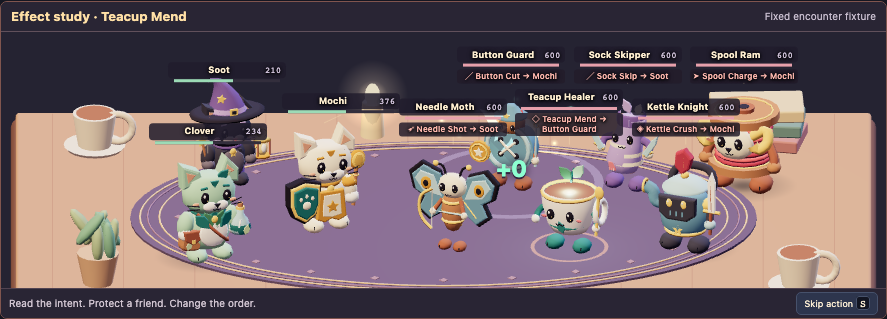 Effect study · Teacup Mend
Fixed encounter fixture
Button Guard 600
Sock Skipper 600
Spool Ram 600
Button Cut → Mochi
Sock Skip → Soot
Spool Charge → Mochi
Soot 210
Mochi 376
Teacup Healer 600
Needle Moth 600
Kettle Knight 600
Teacup Mend →
Button Guard
Needle Shot → Soot
Kettle Crush → Mochi
Clover 234
+0
Read the intent. Protect a friend. Change the order.
Skip action S